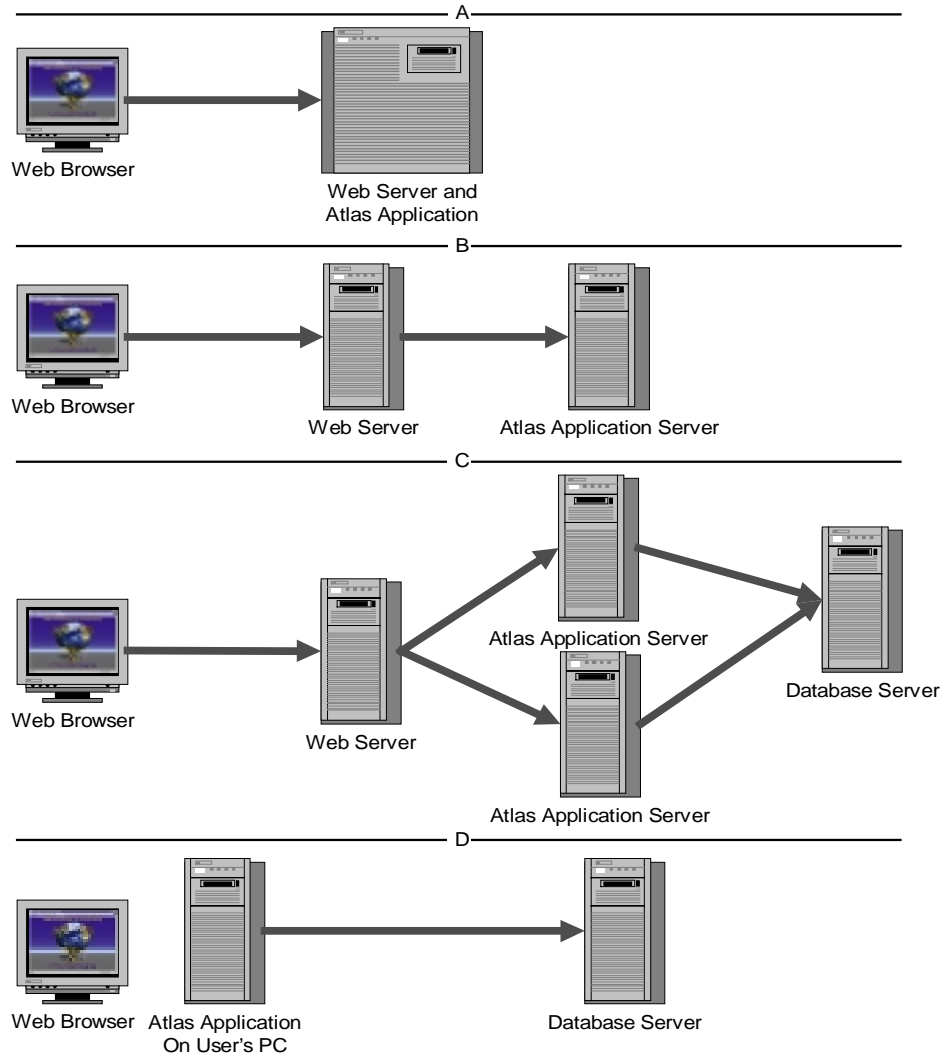 A
Web Browser
Web Server and
Atlas Application
B
Web Browser
Web Server
Atlas Application Server
C
Atlas Application Server
Database Server
Web Browser
Web Server
Atlas Application Server
D
Web Browser
Atlas Application
On User's PC
Database Server